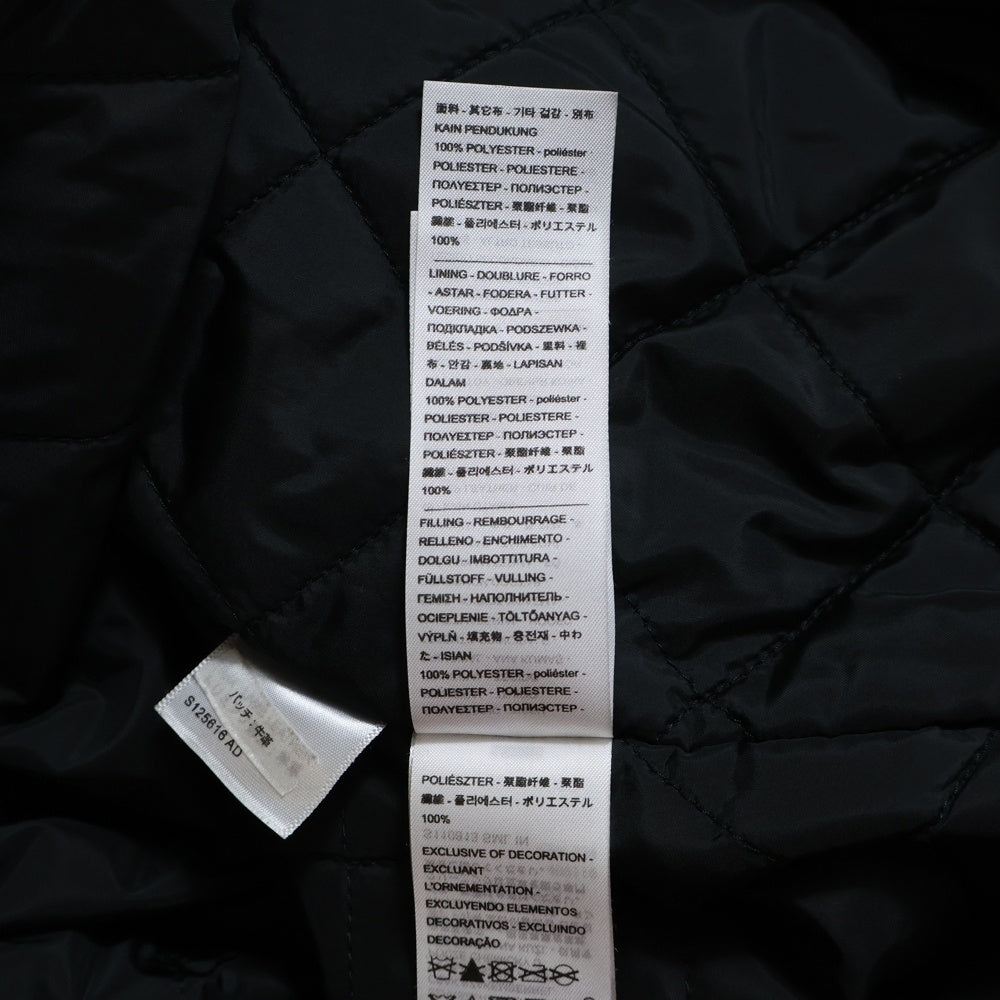 面料 - 其它布 - 기타 겉감 - 別布
KAIN PENDUKUNG
100% POLYESTER - poliéster
POLIESTER - POLIESTERE -
ΠΟΛΥΕΣΤΕΡ - ПОЛИЭСТЕР -
POLIÉSZTER - 聚酯纤维 - 聚酯
纖維 - 폴리에스터 - ポリエステル
100%
LINING - DOUBLURE - FORRO
- ASTAR - FODERA - FUTTER -
VOERING - ΦΟΔΡΑ -
ПОДКЛАДКА - PODSZEWKA -
BÉLÉS - PODŠÍVKA - 里料 - 裡
布 - 안감 - 裏地 - LAPISAN
DALAM
100% POLYESTER - poliéster -
POLIESTER - POLIESTERE -
ΠΟΛΥΕΣΤΕΡ - ПОЛИЭСТЕР -
POLIÉSZTER - 聚酯纤维 - 聚酯
纖維 - 폴리에스터 - ポリエステル
100%
FILLING - REMBOURRAGE -
RELLENO - ENCHIMENTO -
DOLGU - IMBOTTITURA -
FÜLLSTOFF - VULLING -
ΓΕΜΙΣΗ - НАПОЛНИТЕЛЬ -
OCIEPLENIE - TÖLTŐANYAG -
VÝPLŇ - 填充物 - 충전재 - 中わ
た - ISIAN
100% POLYESTER - poliéster -
POLIESTER - POLIESTERE -
ΠΟΛΥΕΣΤΕΡ - ПОЛИЭСТЕР -
POLIÉSZTER - 聚酯纤维 - 聚酯
纖維 - 폴리에스터 - ポリエステル
100%
EXCLUSIVE OF DECORATION -
EXCLUANT
L'ORNEMENTATION -
EXCLUYENDO ELEMENTOS
DECORATIVOS - EXCLUINDO
DECORAÇÃO
パッチ：牛革
S125616 AD